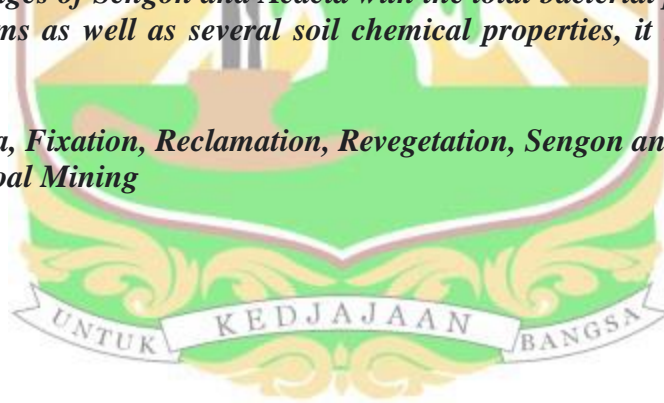 ges of Sengon and Acacia with the total bacterial
ns as well as several soil chemical properties, it
a, Fixation, Reclamation, Revegetation, Sengon an
oal Mining
UNTUK KEDJAJAAN BANGSA